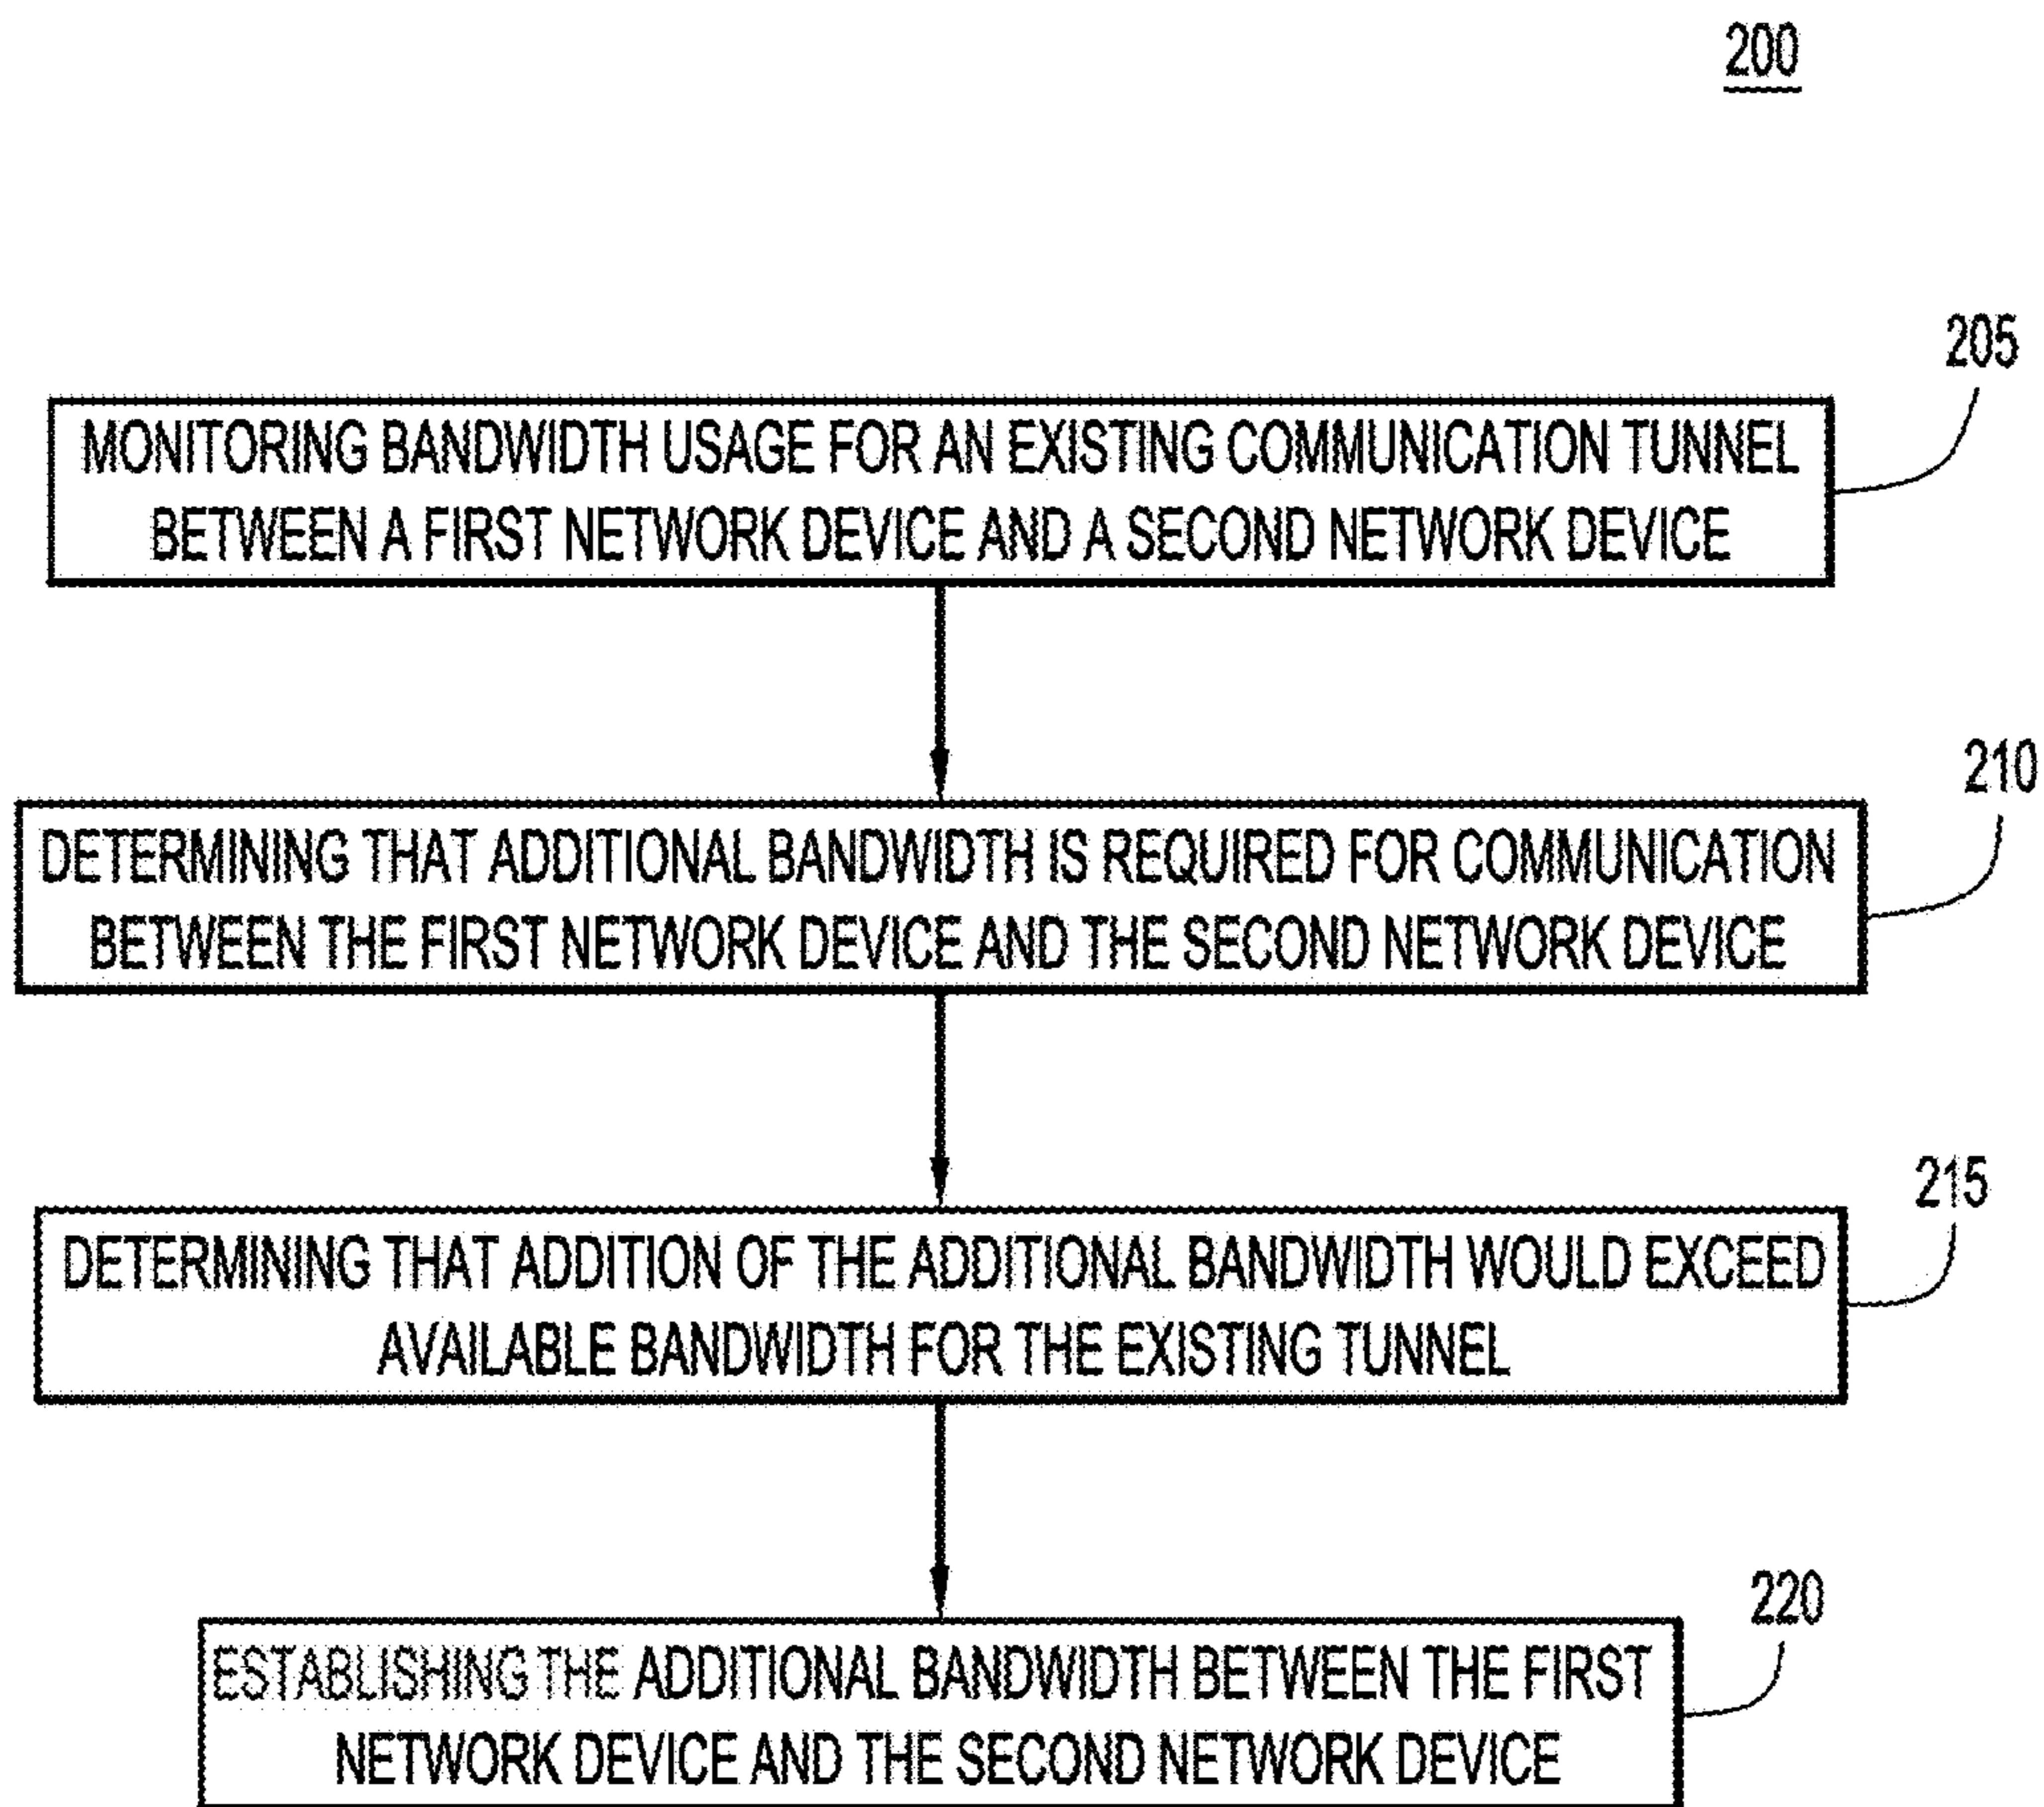 200
205
MONITORING BANDWIDTH USAGE FOR AN EXISTING COMMUNICATION TUNNEL
BETWEEN A FIRST NETWORK DEVICE AND A SECOND NETWORK DEVICE
210
DETERMINING THAT ADDITIONAL BANDWIDTH IS REQUIRED FOR COMMUNICATION
BETWEEN THE FIRST NETWORK DEVICE AND THE SECOND NETWORK DEVICE
215
DETERMINING THAT ADDITION OF THE ADDITIONAL BANDWIDTH WOULD EXCEED
AVAILABLE BANDWIDTH FOR THE EXISTING TUNNEL
220
ESTABLISHING THE ADDITIONAL BANDWIDTH BETWEEN THE FIRST
NETWORK DEVICE AND THE SECOND NETWORK DEVICE